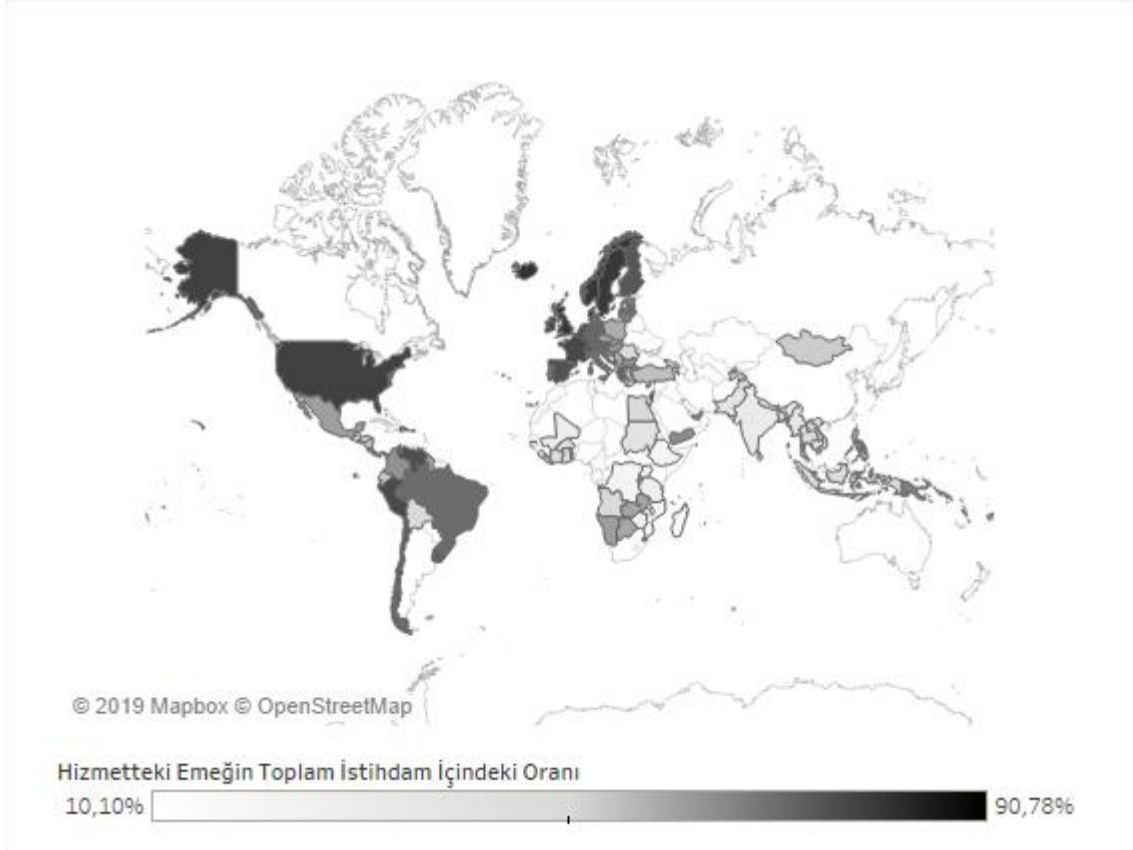 © 2019 Mapbox © OpenStreetMap
Hizmetteki Emeğin Toplam İstihdam İçindeki Oranı
10,10% 90,78%